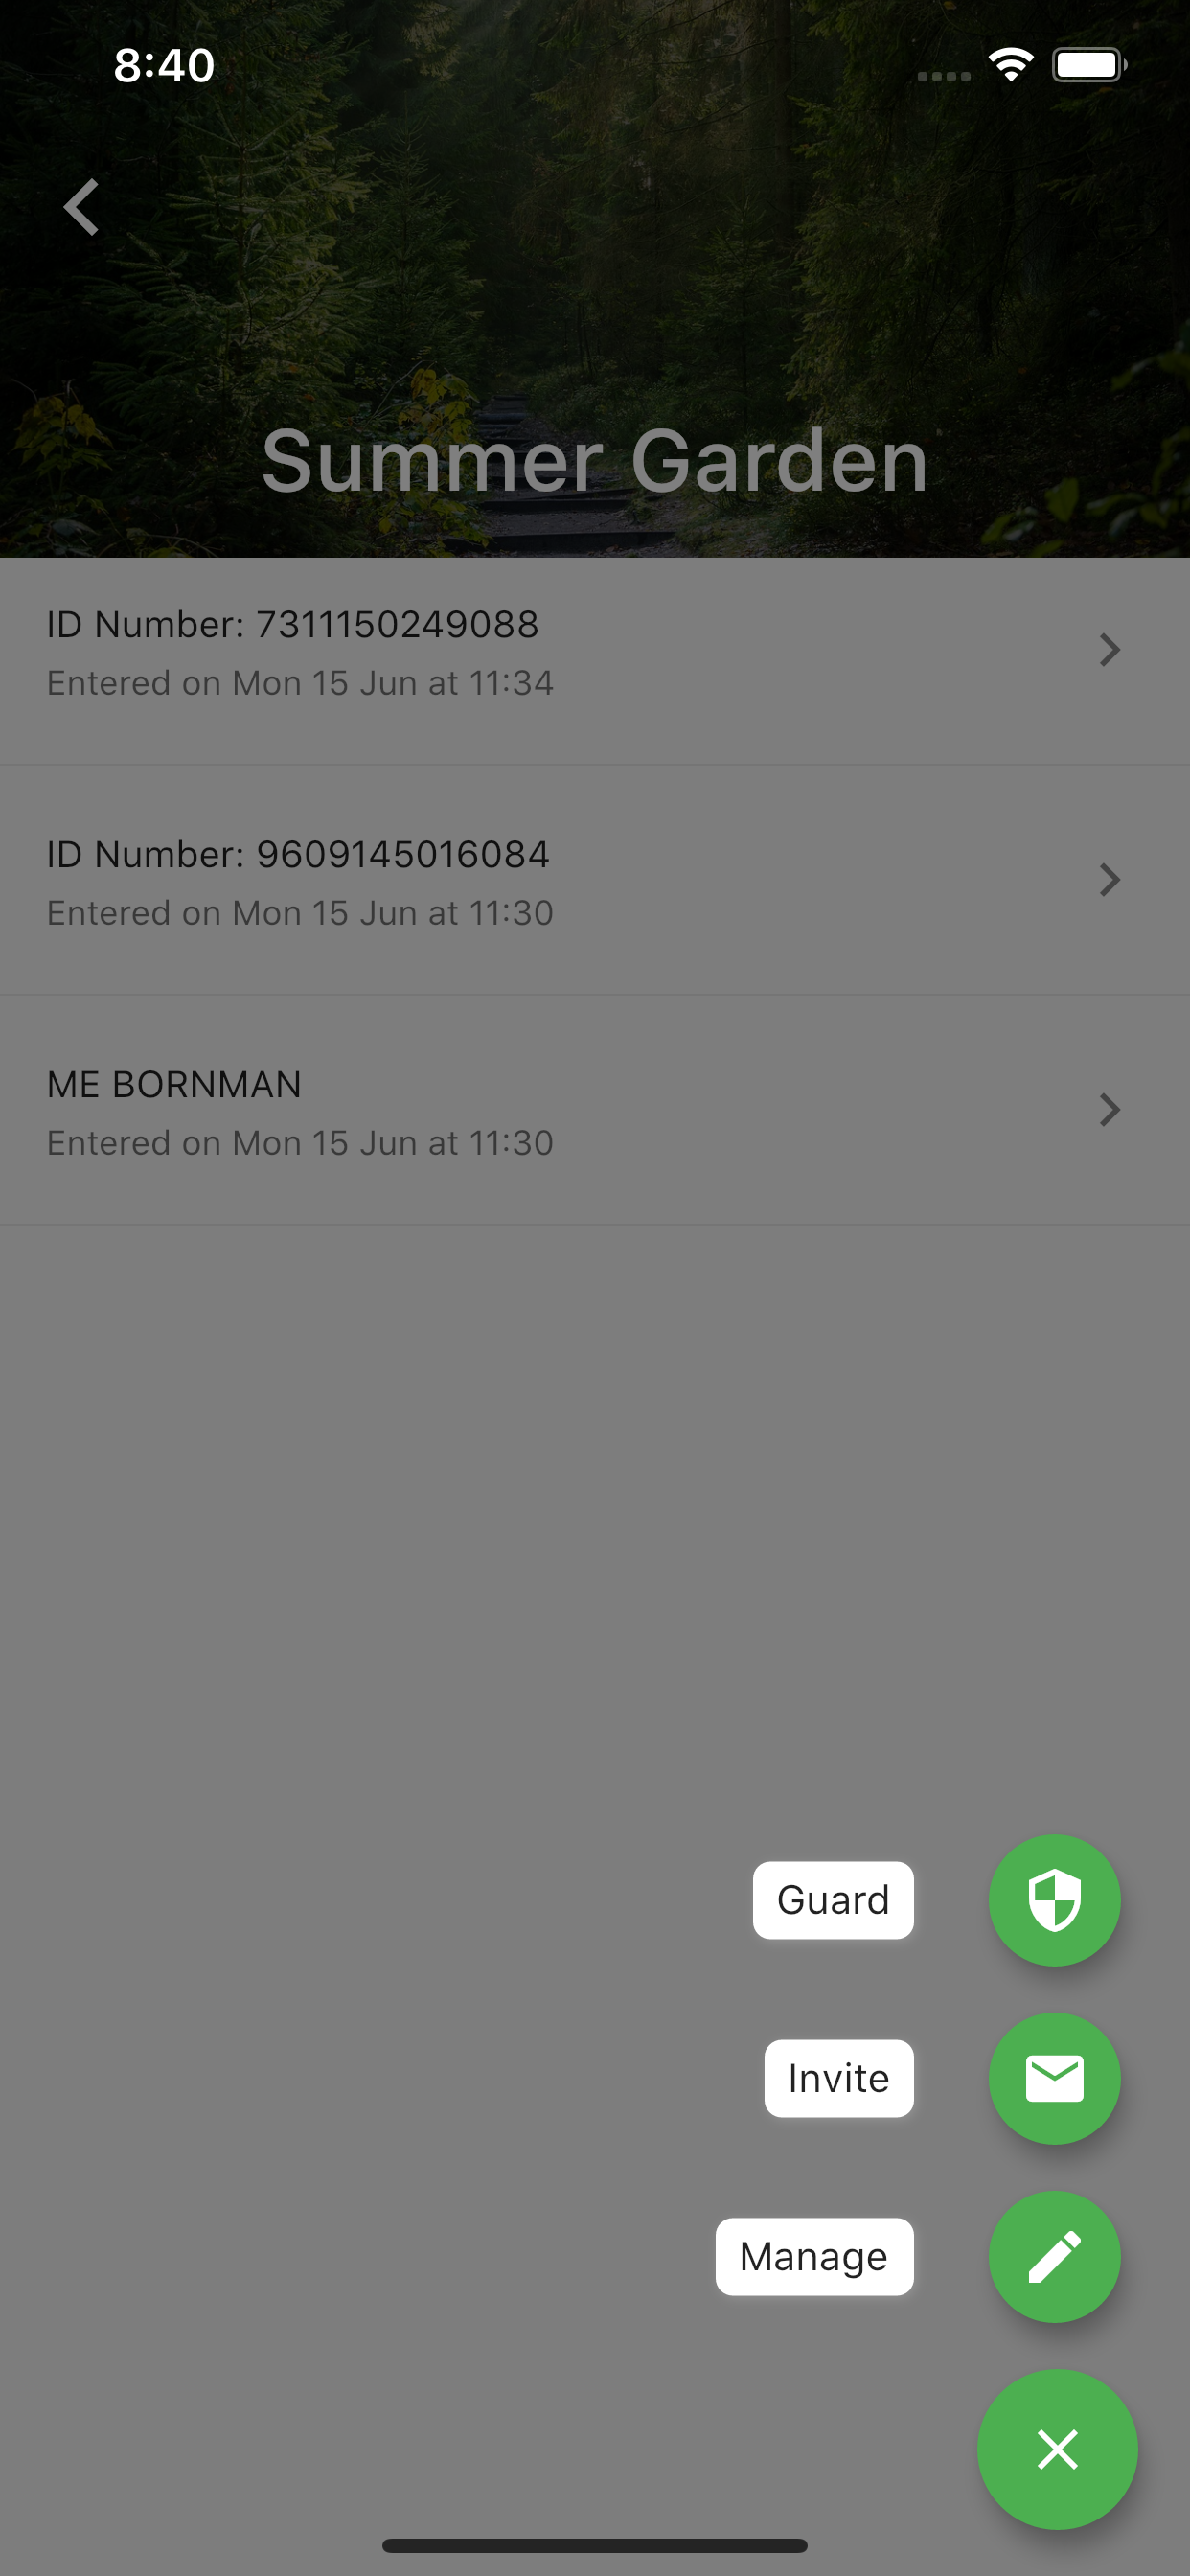 8:40
Summer Garden
ID Number: 7311150249088
Entered on Mon 15 Jun at 11:34
ID Number: 9609145016084
Entered on Mon 15 Jun at 11:30
ME BORNMAN
Entered on Mon 15 Jun at 11:30
Guard
Invite
Manage